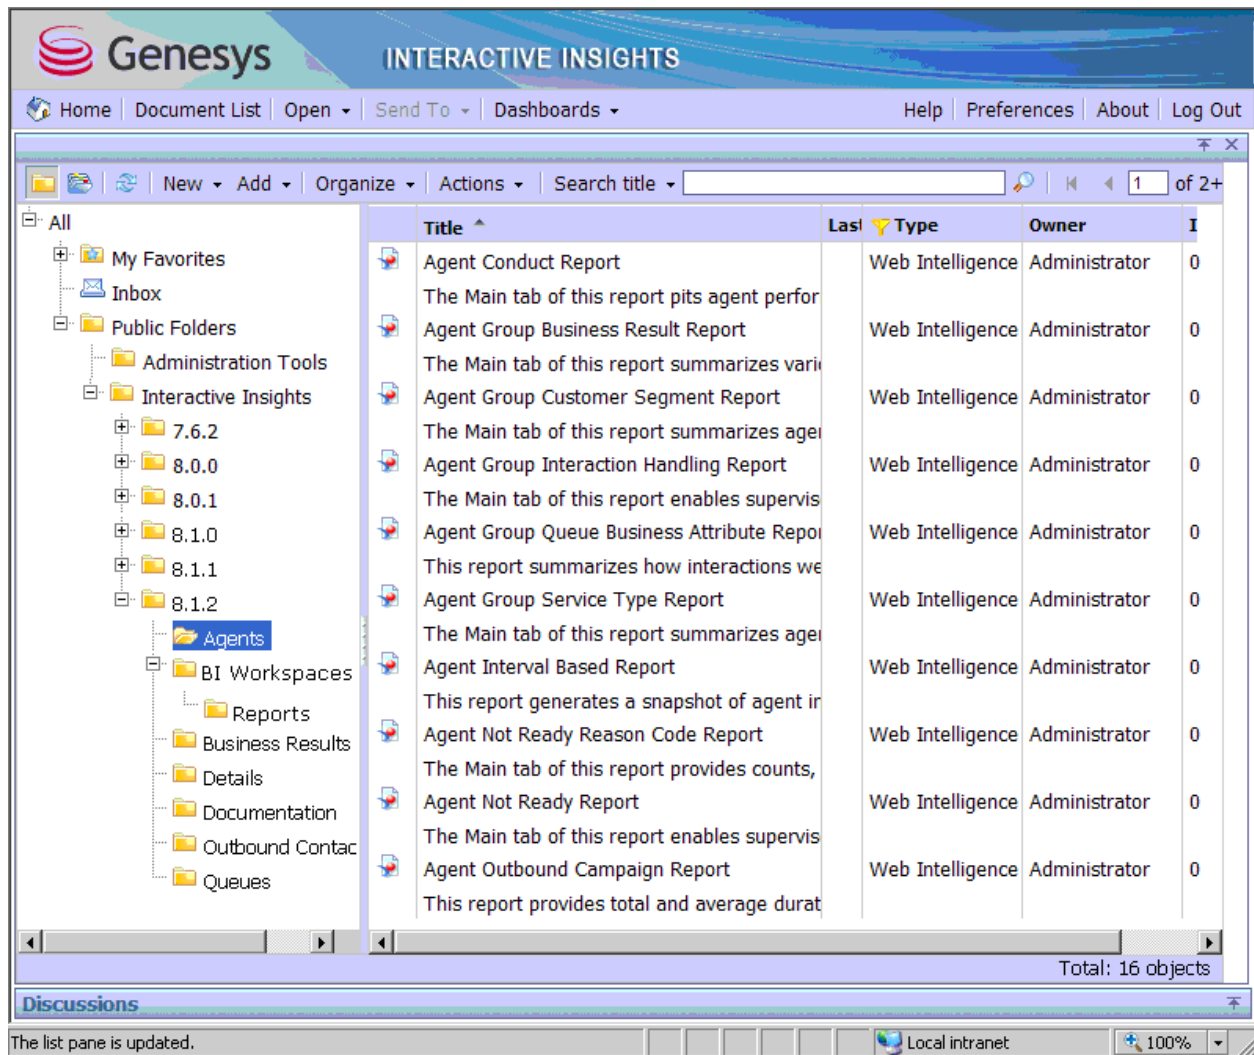 Genesys INTERACTIVE INSIGHTS
Home Document List Open Send To Dashboards Help Preferences About Log Out
New Add Organize Actions Search title 1 of 2+
All
My Favorites
Inbox
Public Folders
Administration Tools
Interactive Insights
7.6.2
8.0.0
8.0.1
8.1.0
8.1.1
8.1.2
Agents
BI Workspaces
Reports
Business Results
Details
Documentation
Outbound Contac
Queues
Title Last Type Owner I
Agent Conduct Report Web Intelligence Administrator 0
The Main tab of this report pits agent perfor
Agent Group Business Result Report Web Intelligence Administrator 0
The Main tab of this report summarizes vari
Agent Group Customer Segment Report Web Intelligence Administrator 0
The Main tab of this report summarizes agen
Agent Group Interaction Handling Report Web Intelligence Administrator 0
The Main tab of this report enables supervis
Agent Group Queue Business Attribute Repor Web Intelligence Administrator 0
This report summarizes how interactions we
Agent Group Service Type Report Web Intelligence Administrator 0
The Main tab of this report summarizes agen
Agent Interval Based Report Web Intelligence Administrator 0
This report generates a snapshot of agent in
Agent Not Ready Reason Code Report Web Intelligence Administrator 0
The Main tab of this report provides counts,
Agent Not Ready Report Web Intelligence Administrator 0
The Main tab of this report enables supervis
Agent Outbound Campaign Report Web Intelligence Administrator 0
This report provides total and average durat
Total: 16 objects
Discussions
The list pane is updated. Local intranet 100%